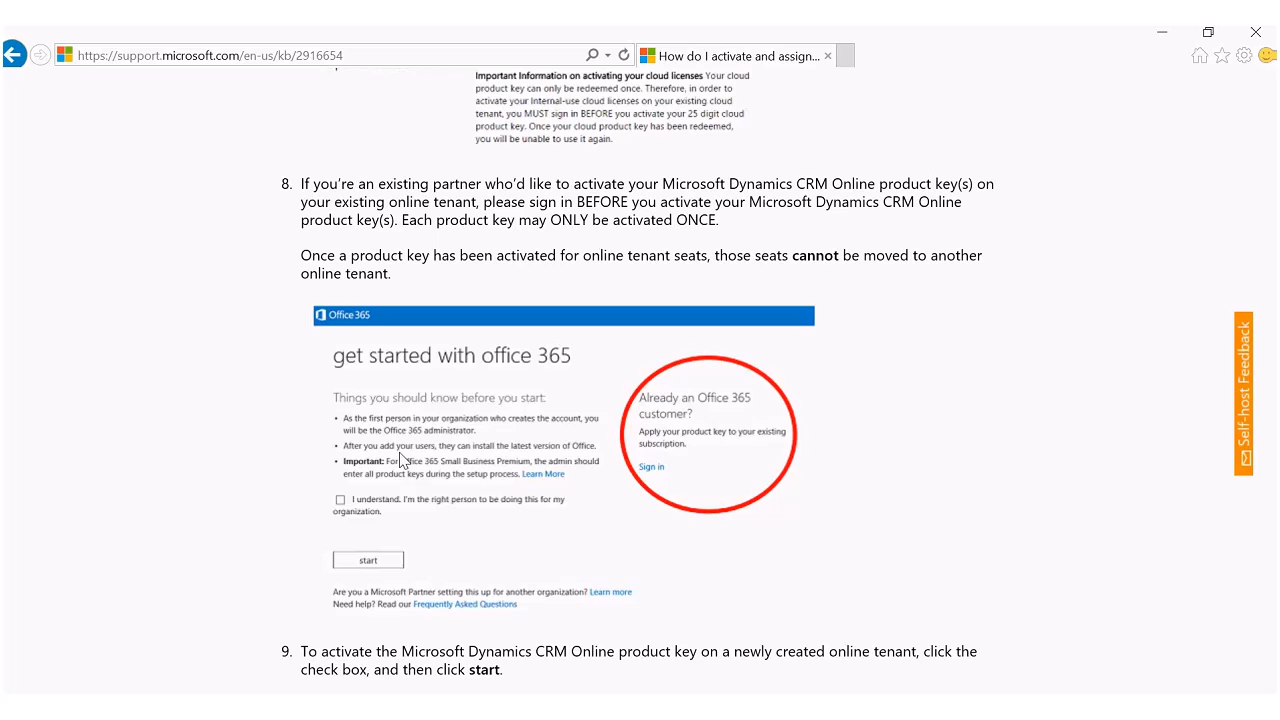 https://support.microsoft.com/en-us/kb/2916654
How do I activate and assign...
Important Information on activating your cloud licenses Your cloud
product key can only be redeemed once. Therefore, in order to
activate your Internal-use cloud licenses on your existing cloud
tenant, you MUST sign in BEFORE you activate your 25 digit cloud
product key. Once your cloud product key has been redeemed,
you will be unable to use it again.
8. If you're an existing partner who'd like to activate your Microsoft Dynamics CRM Online product key(s) on
your existing online tenant, please sign in BEFORE you activate your Microsoft Dynamics CRM Online
product key(s). Each product key may ONLY be activated ONCE.
Once a product key has been activated for online tenant seats, those seats cannot be moved to another
online tenant.
Office 365
get started with office 365
Things you should know before you start:
• As the first person in your organization who creates the account, you
will be the Office 365 administrator.
• After you add your users, they can install the latest version of Office.
• Important: For Office 365 Small Business Premium, the admin should
enter all product keys during the setup process. Learn More
I understand. I'm the right person to be doing this for my
organization.
start
Already an Office 365
customer?
Apply your product key to your existing
subscription.
Sign in
Are you a Microsoft Partner setting this up for another organization? Learn more
Need help? Read our Frequently Asked Questions
9. To activate the Microsoft Dynamics CRM Online product key on a newly created online tenant, click the
check box, and then click start.
Self-host Feedback